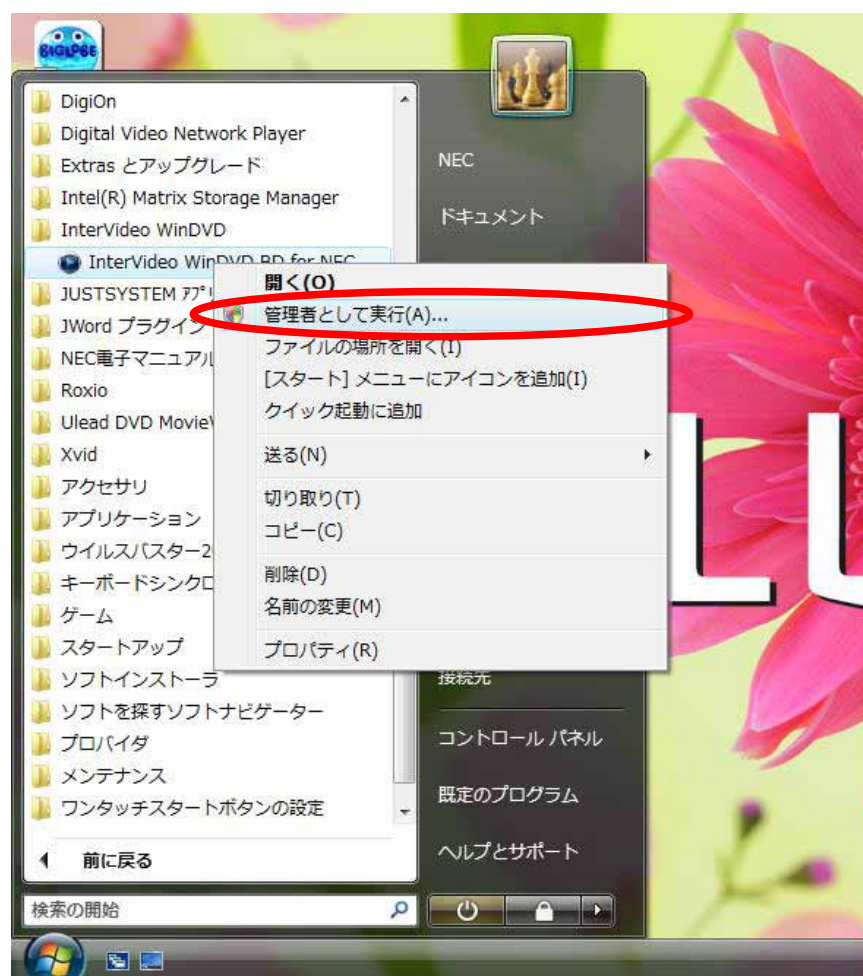 BIGLOBE
DigiOn
Digital Video Network Player
Extras とアップグレード
Intel(R) Matrix Storage Manager
InterVideo WinDVD
InterVideo WinDVD BD for NEC
JUSTSYSTEM ｱﾌﾟﾘ
JWord プラグイン
NEC電子マニュアル
Roxio
Ulead DVD Movie
Xvid
アクセサリ
アプリケーション
ウイルスバスター2
キーボードシンクロ
ゲーム
スタートアップ
ソフトインストーラ
ソフトを探すソフトナビゲーター
プロバイダ
メンテナンス
ワンタッチスタートボタンの設定
前に戻る
検索の開始
開く(O)
管理者として実行(A)...
ファイルの場所を開く(I)
[スタート] メニューにアイコンを追加(I)
クイック起動に追加
送る(N)
切り取り(T)
コピー(C)
削除(D)
名前の変更(M)
プロパティ(R)
NEC
ドキュメント
接続先
コントロール パネル
既定のプログラム
ヘルプとサポート
LU